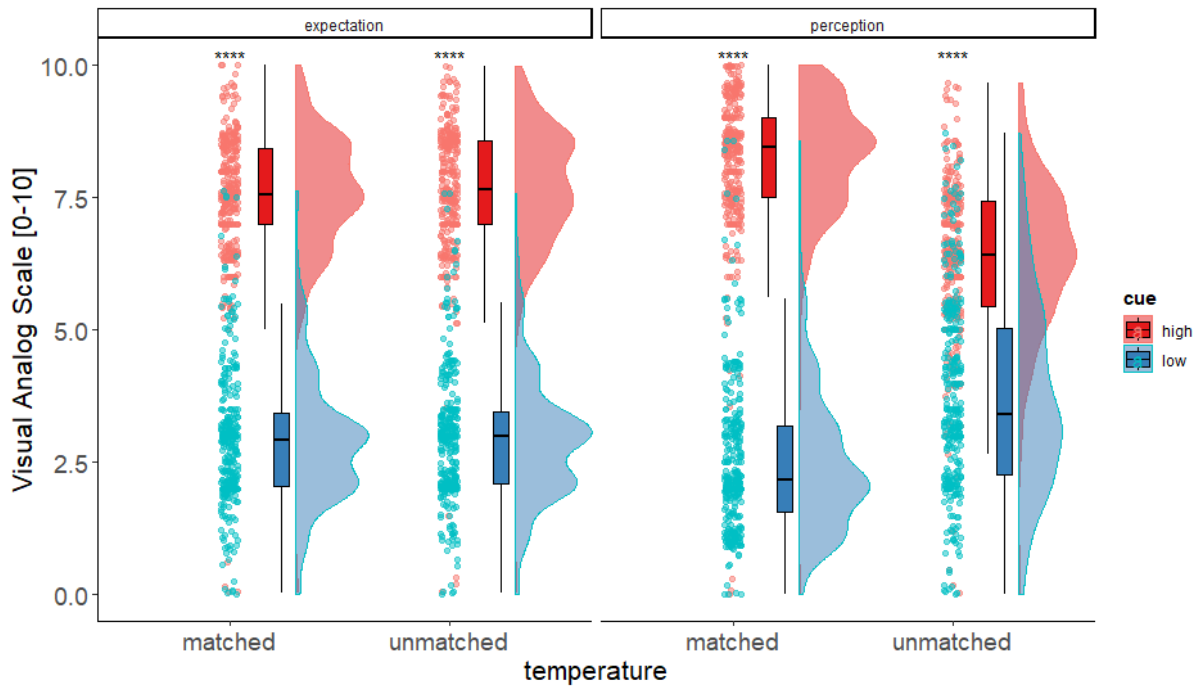 expectation
perception
****
****
****
****
10.0
7.5
5.0
2.5
0.0
Visual Analog Scale [0-10]
matched
unmatched
matched
unmatched
temperature
cue
a high
a low